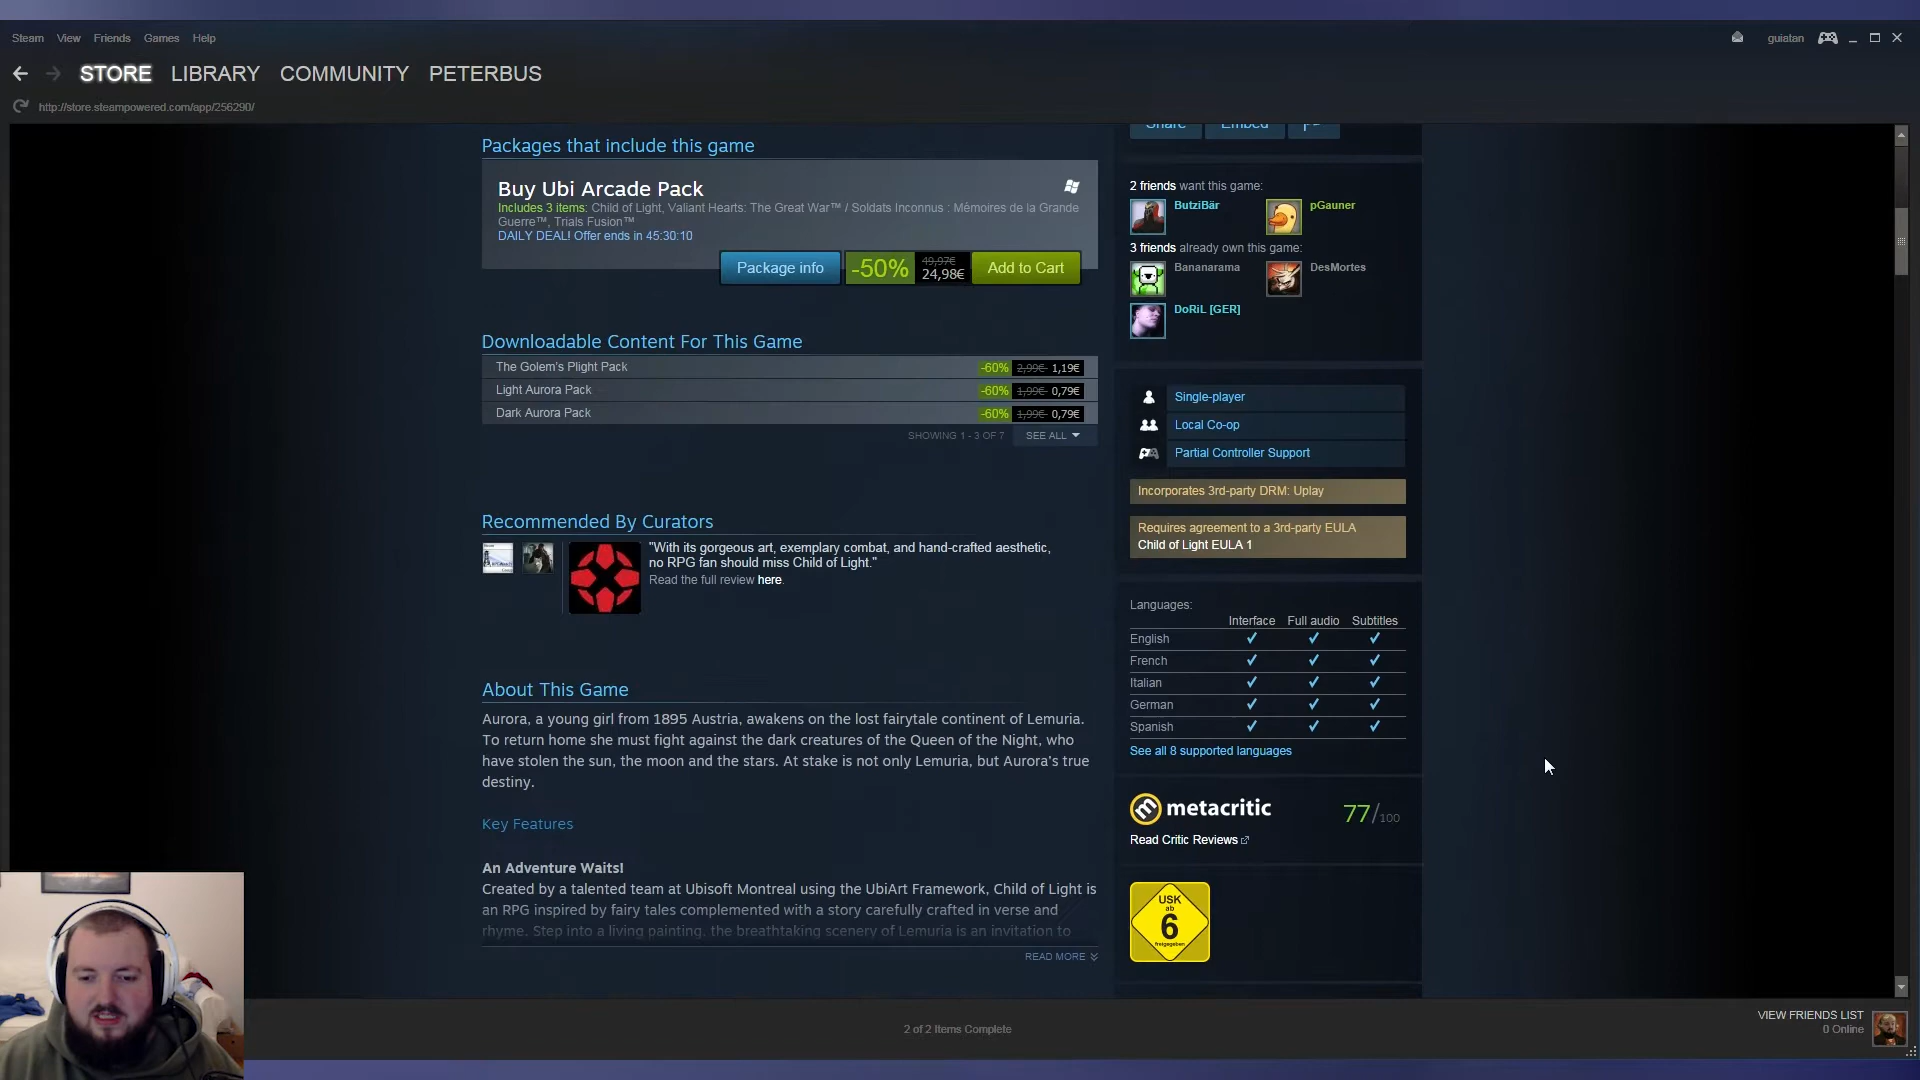 Steam View Friends Games Help
guiatan
STORE LIBRARY COMMUNITY PETERBUS
http://store.steampowered.com/app/256290/
Packages that include this game
Buy Ubi Arcade Pack
Includes 3 items: Child of Light, Valiant Hearts: The Great War™ / Soldats Inconnus : Mémoires de la Grande
Guerre™, Trials Fusion™
DAILY DEAL! Offer ends in 45:30:10
Package info -50% 49,97€ 24,98€ Add to Cart
Downloadable Content For This Game
The Golem's Plight Pack -60% 2,99€ 1,19€
Light Aurora Pack -60% 1,99€ 0,79€
Dark Aurora Pack -60% 1,99€ 0,79€
SHOWING 1 - 3 OF 7 SEE ALL
Recommended By Curators
"With its gorgeous art, exemplary combat, and hand-crafted aesthetic,
no RPG fan should miss Child of Light."
Read the full review here.
About This Game
Aurora, a young girl from 1895 Austria, awakens on the lost fairytale continent of Lemuria.
To return home she must fight against the dark creatures of the Queen of the Night, who
have stolen the sun, the moon and the stars. At stake is not only Lemuria, but Aurora's true
destiny.
Key Features
An Adventure Waits!
Created by a talented team at Ubisoft Montreal using the UbiArt Framework, Child of Light is
an RPG inspired by fairy tales complemented with a story carefully crafted in verse and
rhyme. Step into a living painting, the breathtaking scenery of Lemuria is an invitation to
READ MORE
Share Embed
2 friends want this game:
ButziBär pGauner
3 friends already own this game:
Bananarama DesMortes
DoRiL [GER]
Single-player
Local Co-op
Partial Controller Support
Incorporates 3rd-party DRM: Uplay
Requires agreement to a 3rd-party EULA
Child of Light EULA 1
Languages:
Interface Full audio Subtitles
English
French
Italian
German
Spanish
See all 8 supported languages
metacritic 77/100
Read Critic Reviews
USK
ab
6
freigegeben
2 of 2 Items Complete
VIEW FRIENDS LIST
0 Online